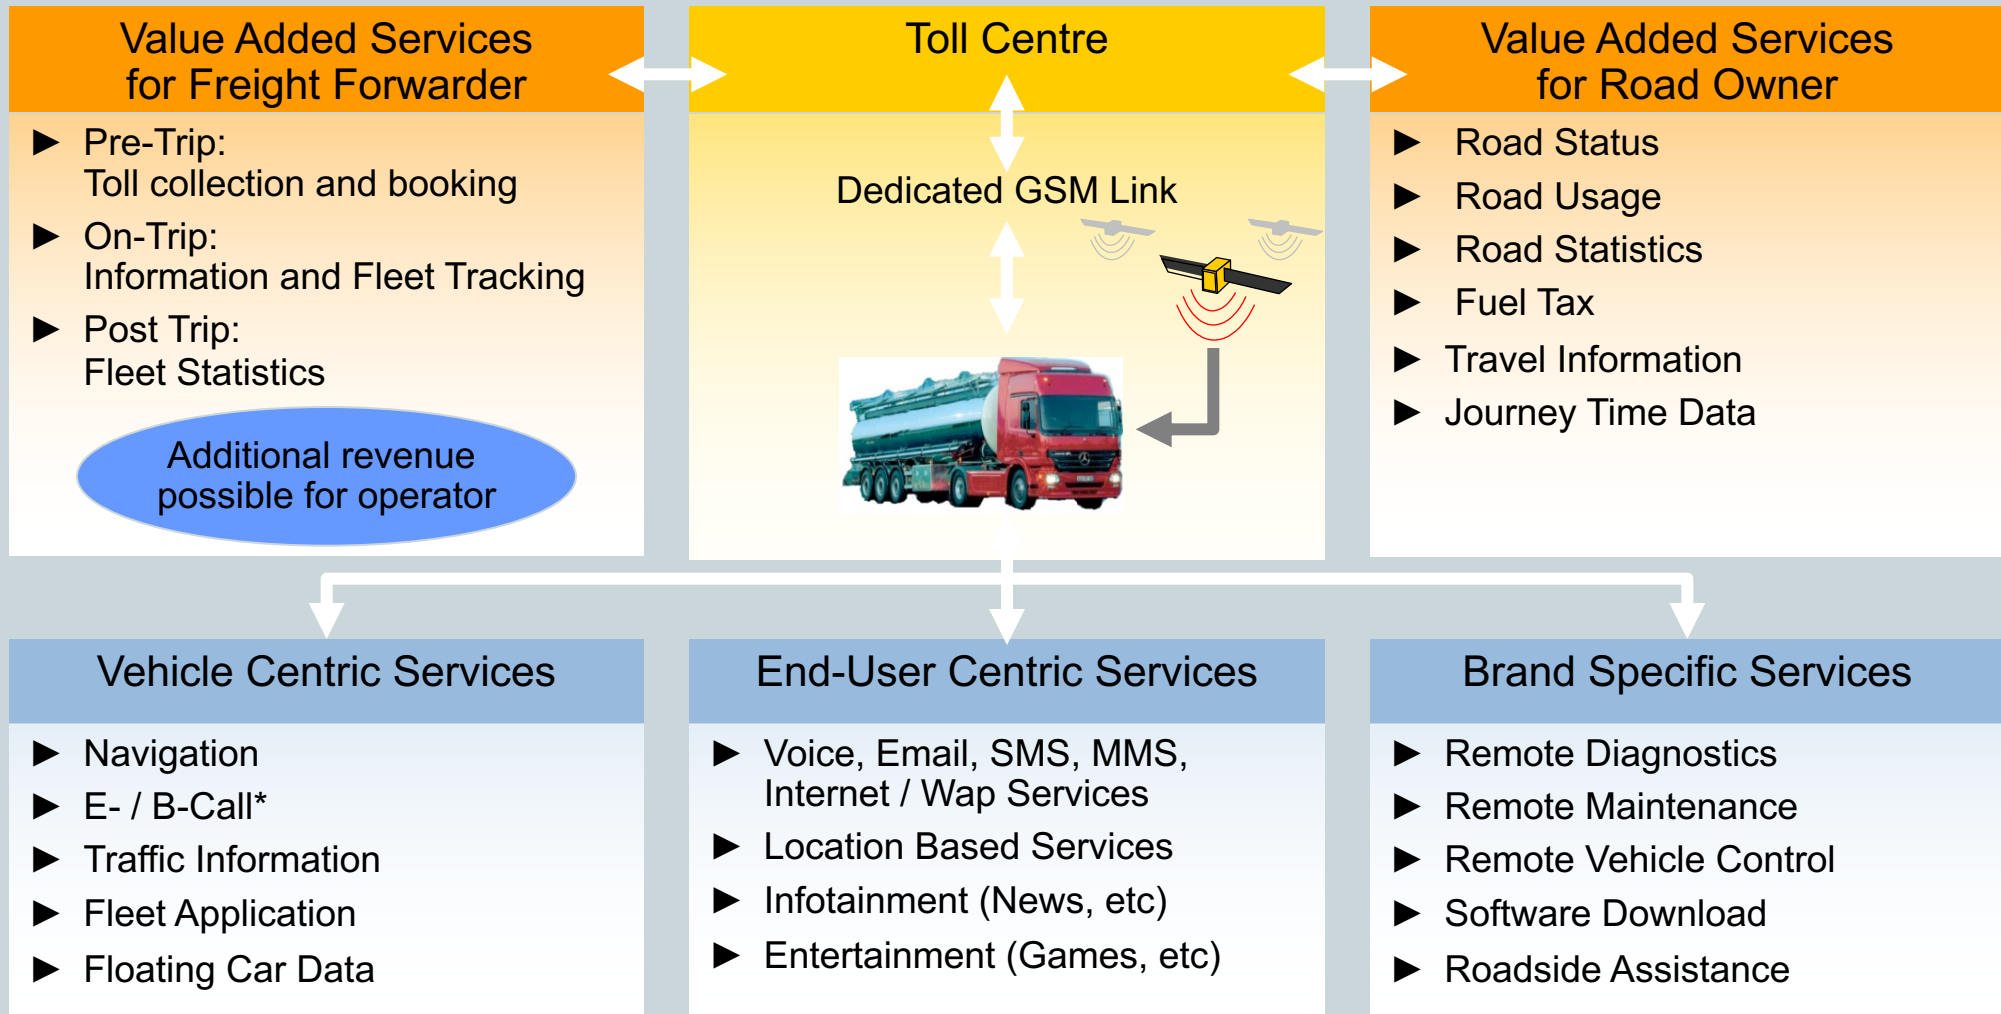 Value Added Services
for Freight Forwarder
► Pre-Trip:
Toll collection and booking
► On-Trip:
Information and Fleet Tracking
► Post Trip:
Fleet Statistics
Additional revenue
possible for operator
Toll Centre
Dedicated GSM Link
Value Added Services
for Road Owner
► Road Status
► Road Usage
► Road Statistics
► Fuel Tax
► Travel Information
► Journey Time Data
Vehicle Centric Services
► Navigation
► E- / B-Call*
► Traffic Information
► Fleet Application
► Floating Car Data
End-User Centric Services
► Voice, Email, SMS, MMS,
Internet / Wap Services
► Location Based Services
► Infotainment (News, etc)
► Entertainment (Games, etc)
Brand Specific Services
► Remote Diagnostics
► Remote Maintenance
► Remote Vehicle Control
► Software Download
► Roadside Assistance